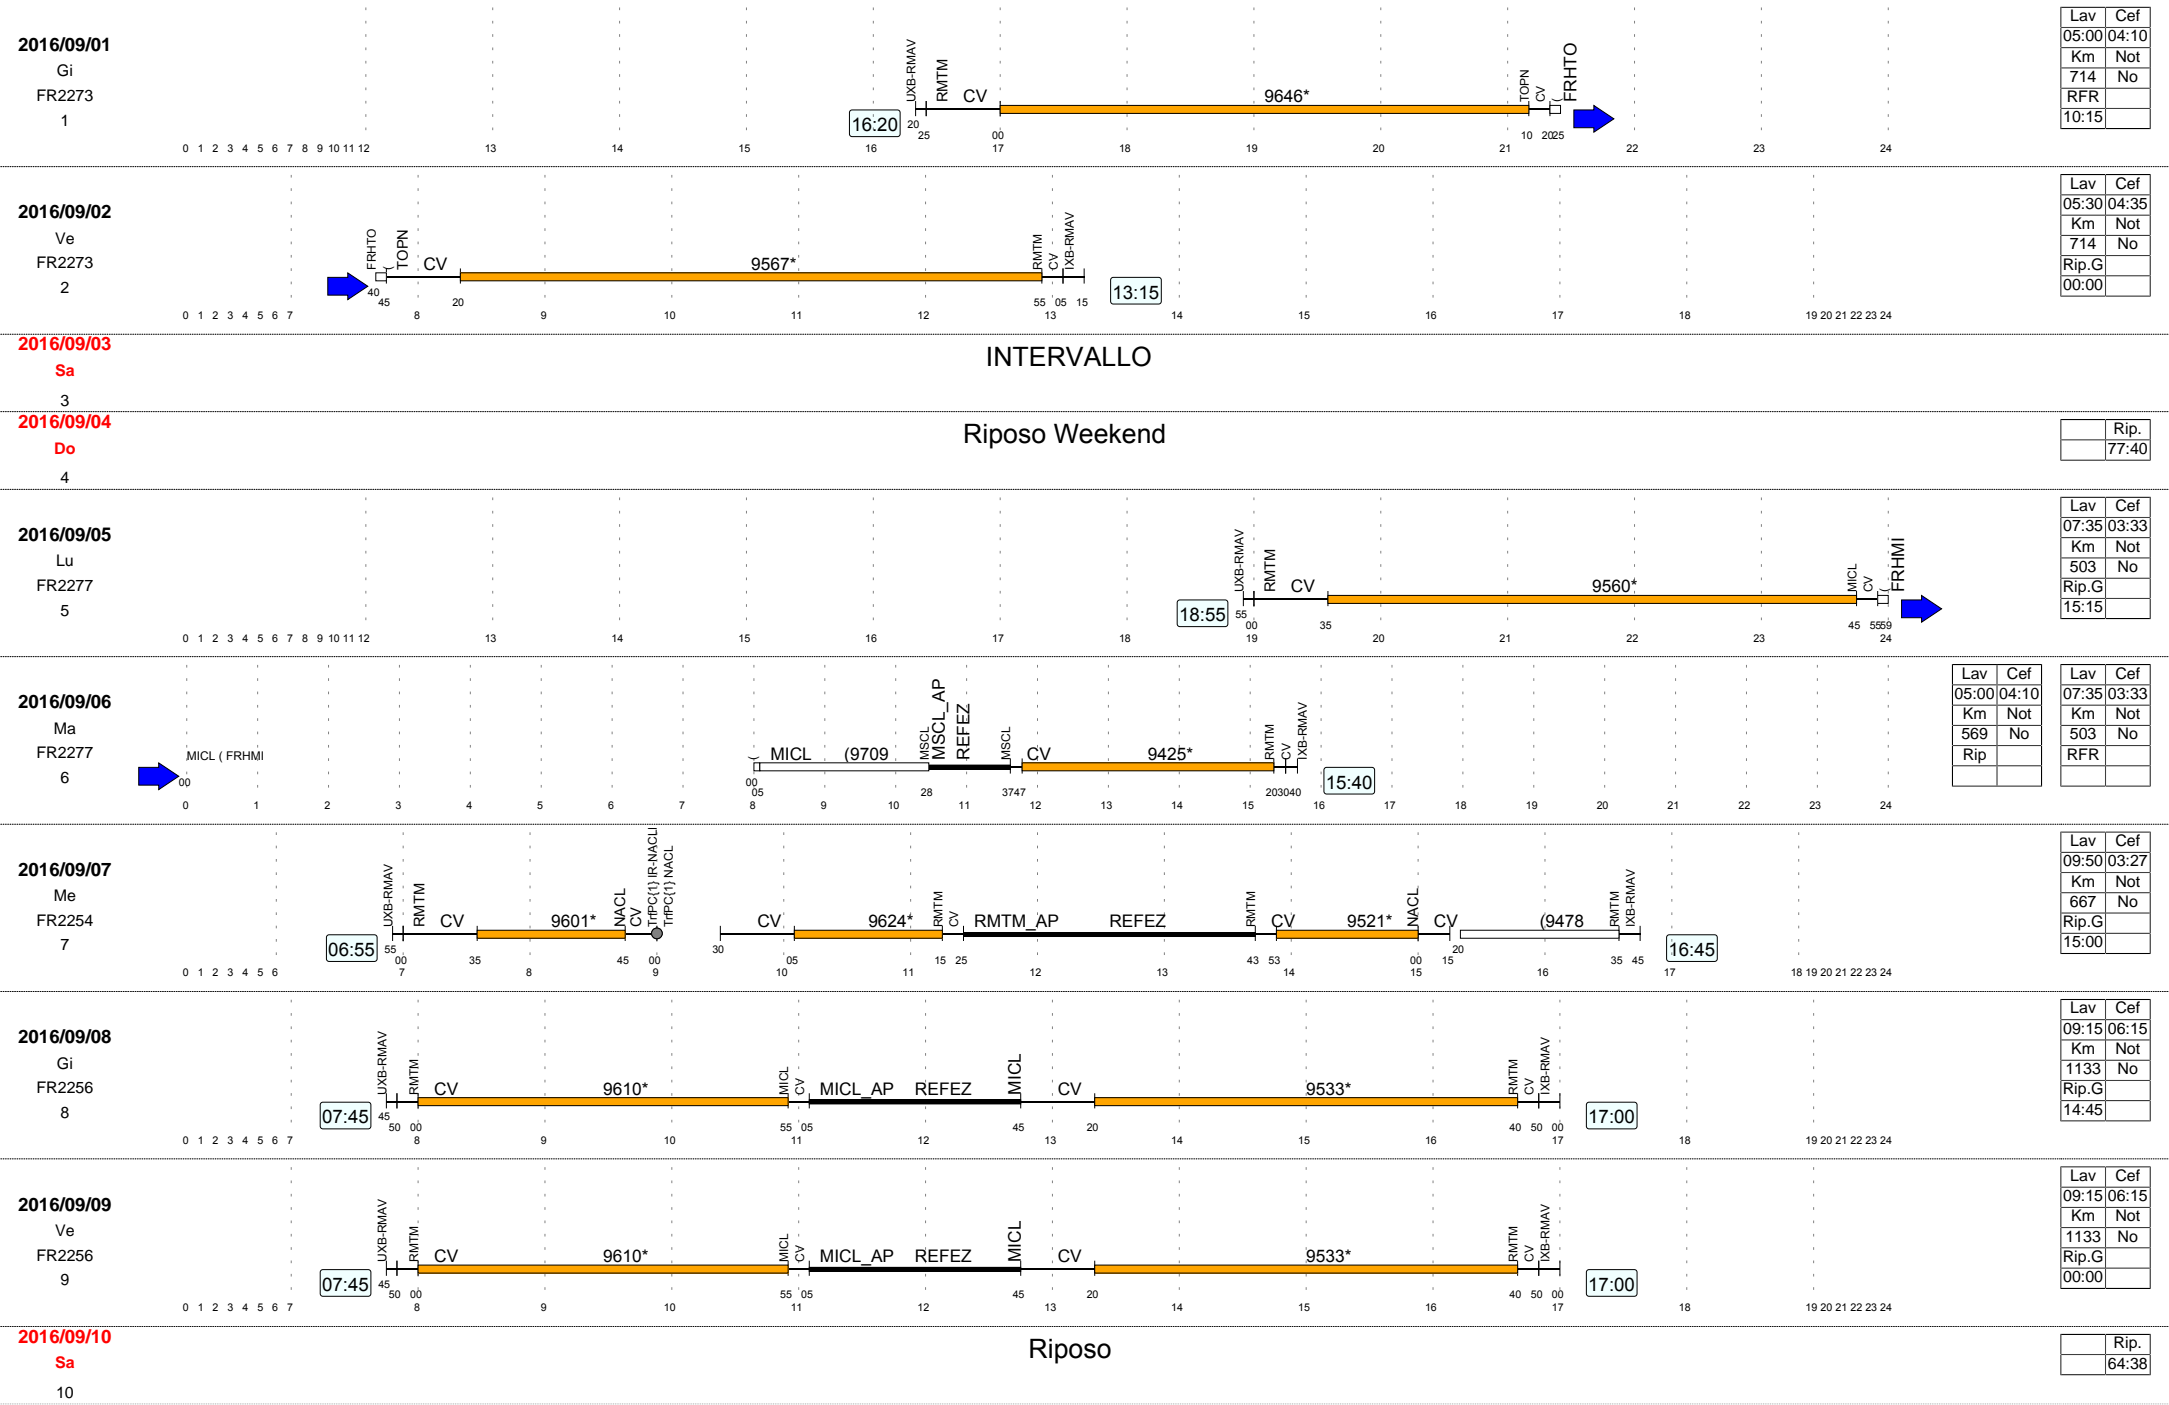 2016/09/01
Gi
FR2273
1
16:20
UXB-RMAV
RMTM
CV
9646*
TOPN
CV
(
FRHTO
20 25 00 10 20 25
0 1 2 3 4 5 6 7 8 9 10 11 12 13 14 15 16 17 18 19 20 21 22 23 24
Lav Cef
05:00 04:10
Km Not
714 No
RFR
10:15
2016/09/02
Ve
FR2273
2
FRHTO
(
TOPN
CV
9567*
RMTM
CV
IXB-RMAV
13:15
40 45 20 55 05 15
0 1 2 3 4 5 6 7 8 9 10 11 12 13 14 15 16 17 18 19 20 21 22 23 24
Lav Cef
05:30 04:35
Km Not
714 No
Rip.G
00:00
2016/09/03
Sa
3
INTERVALLO
2016/09/04
Do
4
Riposo Weekend
Rip.
77:40
2016/09/05
Lu
FR2277
5
18:55
UXB-RMAV
RMTM
CV
9560*
MICL
CV
(
FRHMI
55 00 35 45 55 59
0 1 2 3 4 5 6 7 8 9 10 11 12 13 14 15 16 17 18 19 20 21 22 23 24
Lav Cef
07:35 03:33
Km Not
503 No
Rip.G
15:15
2016/09/06
Ma
FR2277
6
MICL ( FRHMI
00
(
MICL
(9709
MSCL
MSCL_AP
REFEZ
MSCL
CV
9425*
RMTM
CV
IXB-RMAV
15:40
00 05 28 37 47 20 30 40
0 1 2 3 4 5 6 7 8 9 10 11 12 13 14 15 16 17 18 19 20 21 22 23 24
Lav Cef
05:00 04:10
Km Not
569 No
Rip
Lav Cef
07:35 03:33
Km Not
503 No
RFR
2016/09/07
Me
FR2254
7
06:55
UXB-RMAV
RMTM
CV
9601*
NACL
CV
TrfPC{1} IR-NACLI
TrfPC{1} NACL
CV
9624*
RMTM
CV
RMTM_AP
REFEZ
RMTM
CV
9521*
NACL
CV
(9478
RMTM
IXB-RMAV
16:45
55 00 35 45 00 30 05 15 25 43 53 00 15 20 35 45
0 1 2 3 4 5 6 7 8 9 10 11 12 13 14 15 16 17 18 19 20 21 22 23 24
Lav Cef
09:50 03:27
Km Not
667 No
Rip.G
15:00
2016/09/08
Gi
FR2256
8
07:45
UXB-RMAV
RMTM
CV
9610*
MICL
CV
MICL_AP
REFEZ
MICL
CV
9533*
RMTM
CV
IXB-RMAV
17:00
45 50 00 55 05 45 20 40 50 00
0 1 2 3 4 5 6 7 8 9 10 11 12 13 14 15 16 17 18 19 20 21 22 23 24
Lav Cef
09:15 06:15
Km Not
1133 No
Rip.G
14:45
2016/09/09
Ve
FR2256
9
07:45
UXB-RMAV
RMTM
CV
9610*
MICL
CV
MICL_AP
REFEZ
MICL
CV
9533*
RMTM
CV
IXB-RMAV
17:00
45 50 00 55 05 45 20 40 50 00
0 1 2 3 4 5 6 7 8 9 10 11 12 13 14 15 16 17 18 19 20 21 22 23 24
Lav Cef
09:15 06:15
Km Not
1133 No
Rip.G
00:00
2016/09/10
Sa
10
Riposo
Rip.
64:38